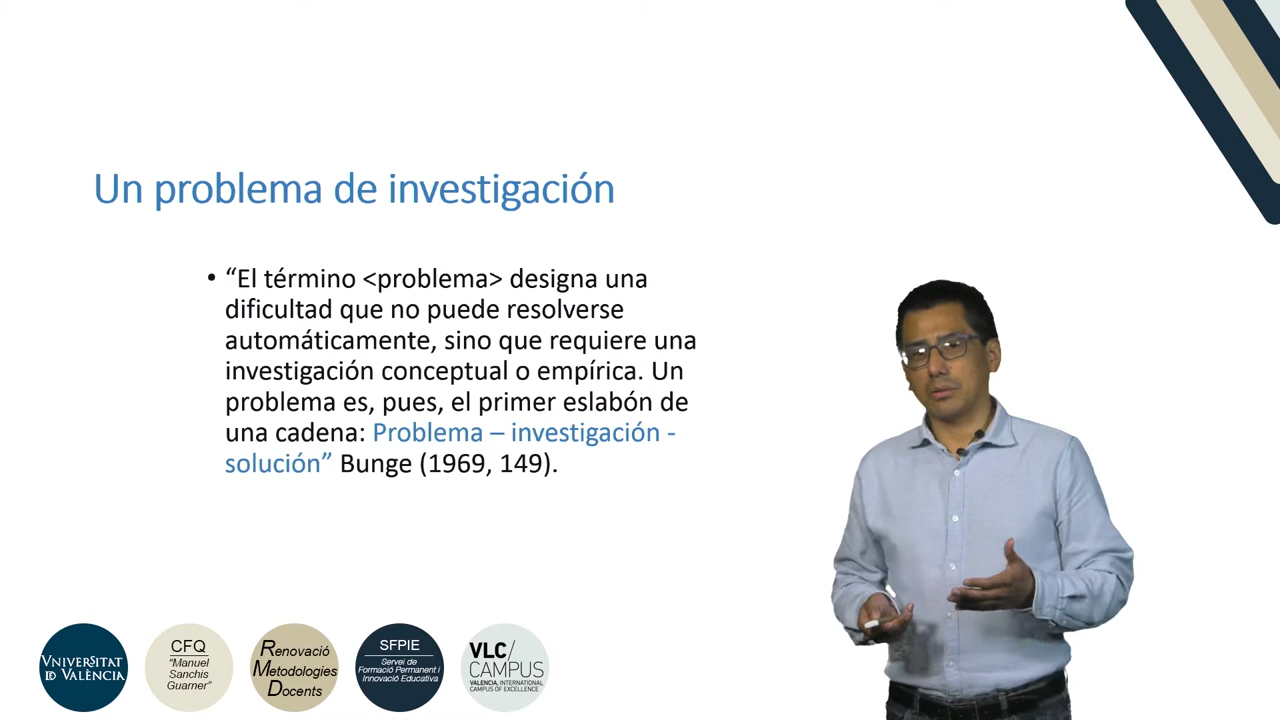 Un problema de investigación
• “El término <problema> designa una
dificultad que no puede resolverse
automáticamente, sino que requiere una
investigación conceptual o empírica. Un
problema es, pues, el primer eslabón de
una cadena: Problema – investigación -
solución” Bunge (1969, 149).
VNIVERSITAT
ID VALÈNCIA
CFQ
“Manuel
Sanchis
Guarner”
Renovació
Metodologies
Docents
SFPIE
Servei de
Formació Permanent i
Innovació Educativa
VLC/
CAMPUS
VALENCIA, INTERNATIONAL
CAMPUS OF EXCELLENCE